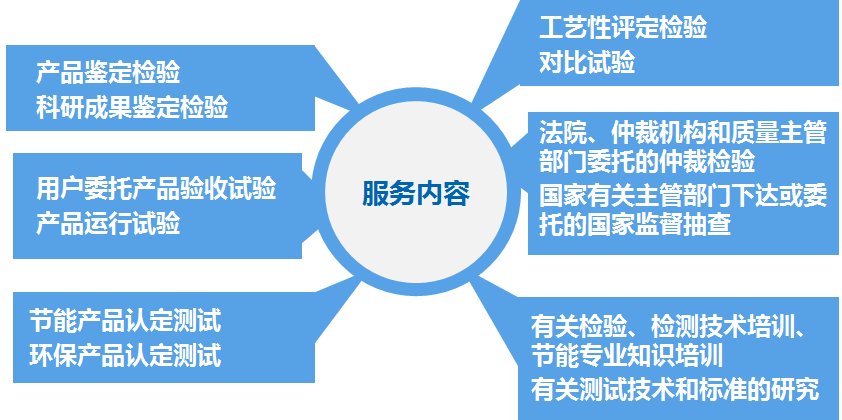 产品鉴定检验
科研成果鉴定检验
用户委托产品验收试验
产品运行试验
节能产品认定测试
环保产品认定测试
服务内容
工艺性评定检验
对比试验
法院、仲裁机构和质量主管
部门委托的仲裁检验
国家有关主管部门下达或委
托的国家监督抽查
有关检验、检测技术培训、
节能专业知识培训
有关测试技术和标准的研究